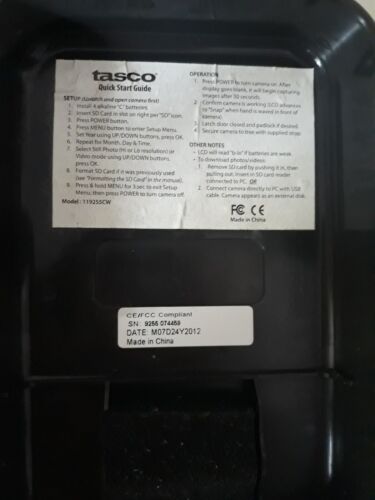 tasco
Quick Start Guide
SETUP (Unlatch and open camera first)
1. Install 4 alkaline "C" batteries
2. Insert SD Card in slot on right per "SD" icon.
3. Press POWER button.
4. Press MENU button to enter Setup Menu.
5. Set Year using UP/DOWN buttons, press OK.
6. Repeat for Month, Day & Time.
7. Select Still Photo (Hi or Lo resolution) or
Video mode using UP/DOWN buttons,
press OK.
8. Format SD Card if it was previously used
(see "Formatting the SD Card" in the manual).
9. Press & hold MENU for 3 sec to exit Setup
Menu, then press POWER to turn camera off.
Model: 119255CW
OPERATION
1. Press POWER to turn camera on. After
display goes blank, it will begin capturing
images after 30 seconds.
2. Confirm camera is working (LCD advances
to "Snap" when hand is waved in front of
camera)
3. Latch door closed and padlock if desired.
4. Secure camera to tree with supplied strap.
OTHER NOTES
• LCD will read "b-lo" if batteries are weak.
• To download photos/videos:
1. Remove SD card by pushing it in, then
pulling out. Insert in SD card reader
connected to PC. OR
2. Connect camera directly to PC with USB
cable. Camera appears as an external disk.
FC CE
Made in China
CE/FCC Compliant
SN: 9255 074459
DATE: M07D24Y2012
Made in China